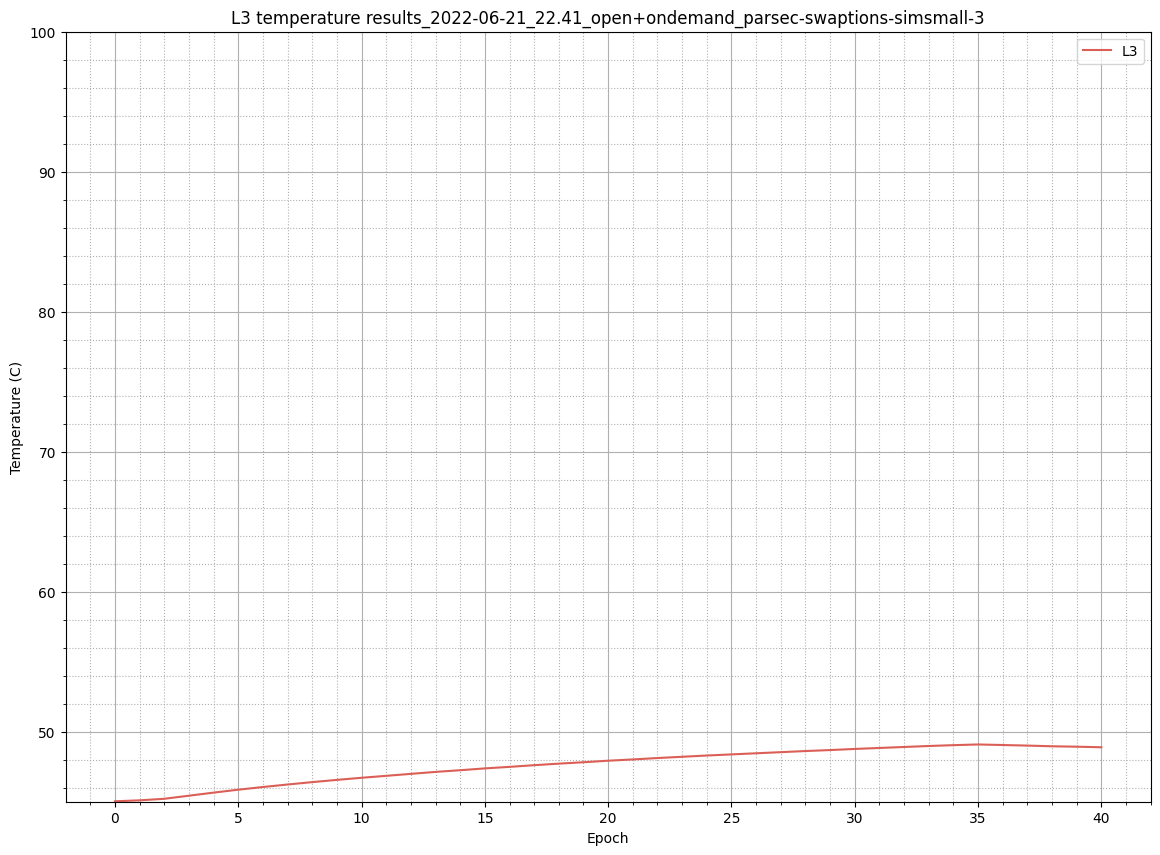 L3 temperature results_2022-06-21_22.41_open+ondemand_parsec-swaptions-simsmall-3
L3
100
90
80
70
60
50
Temperature (C)
0 5 10 15 20 25 30 35 40
Epoch